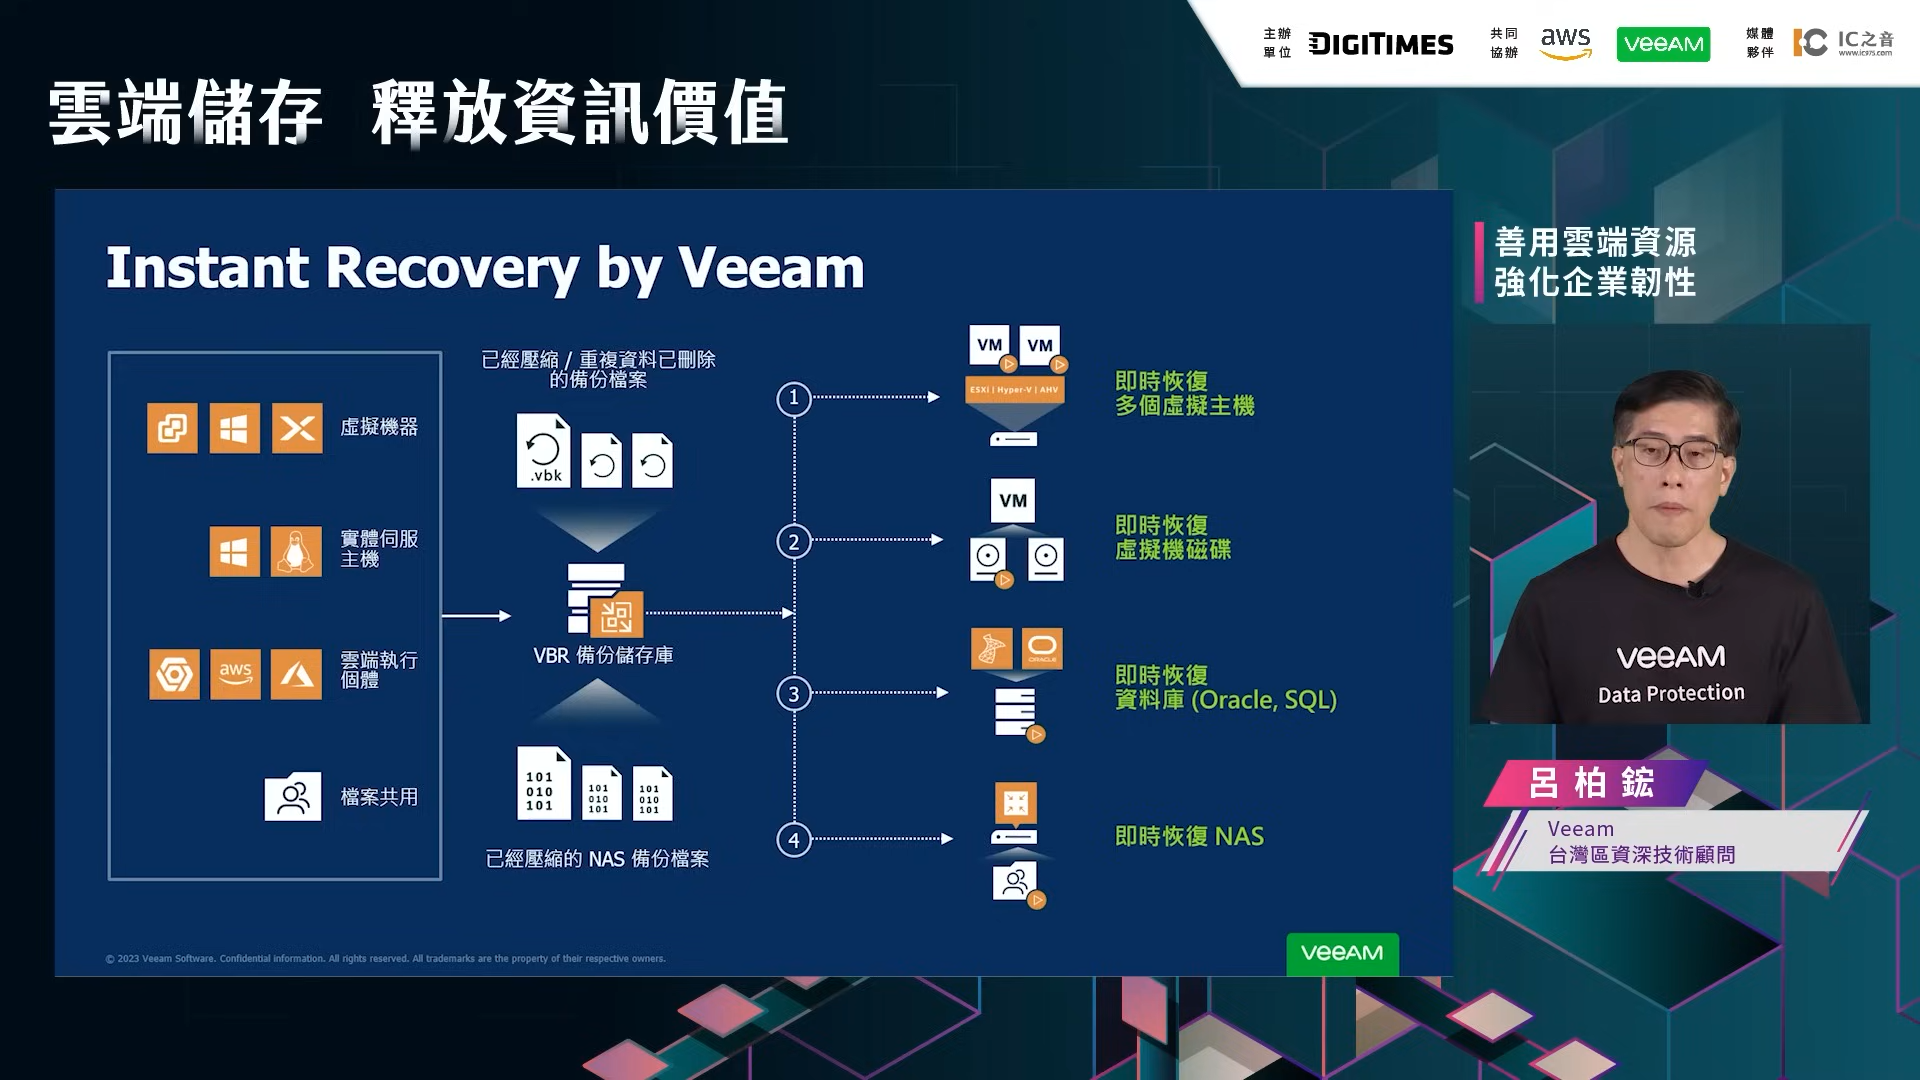 主辦
單位
DIGITIMES
共同
協辦
aws
veeAM
媒體
夥伴
IC之音
www.ic975.com
雲端儲存 釋放資訊價值
善用雲端資源
強化企業韌性
Instant Recovery by Veeam
虛擬機器
實體伺服
主機
aws
雲端執行
個體
檔案共用
已經壓縮 / 重複資料已刪除
的備份檔案
.vbk
VBR 備份儲存庫
101
010
101
101
010
101
101
010
101
已經壓縮的 NAS 備份檔案
1
VM
VM
ESXi | Hyper-V | AHV
即時恢復
多個虛擬主機
2
VM
即時恢復
虛擬機磁碟
3
ORACLE
即時恢復
資料庫 (Oracle, SQL)
4
即時恢復 NAS
© 2023 Veeam Software. Confidential information. All rights reserved. All trademarks are the property of their respective owners.
veeAM
veeAM
Data Protection
呂柏鋐
Veeam
台灣區資深技術顧問